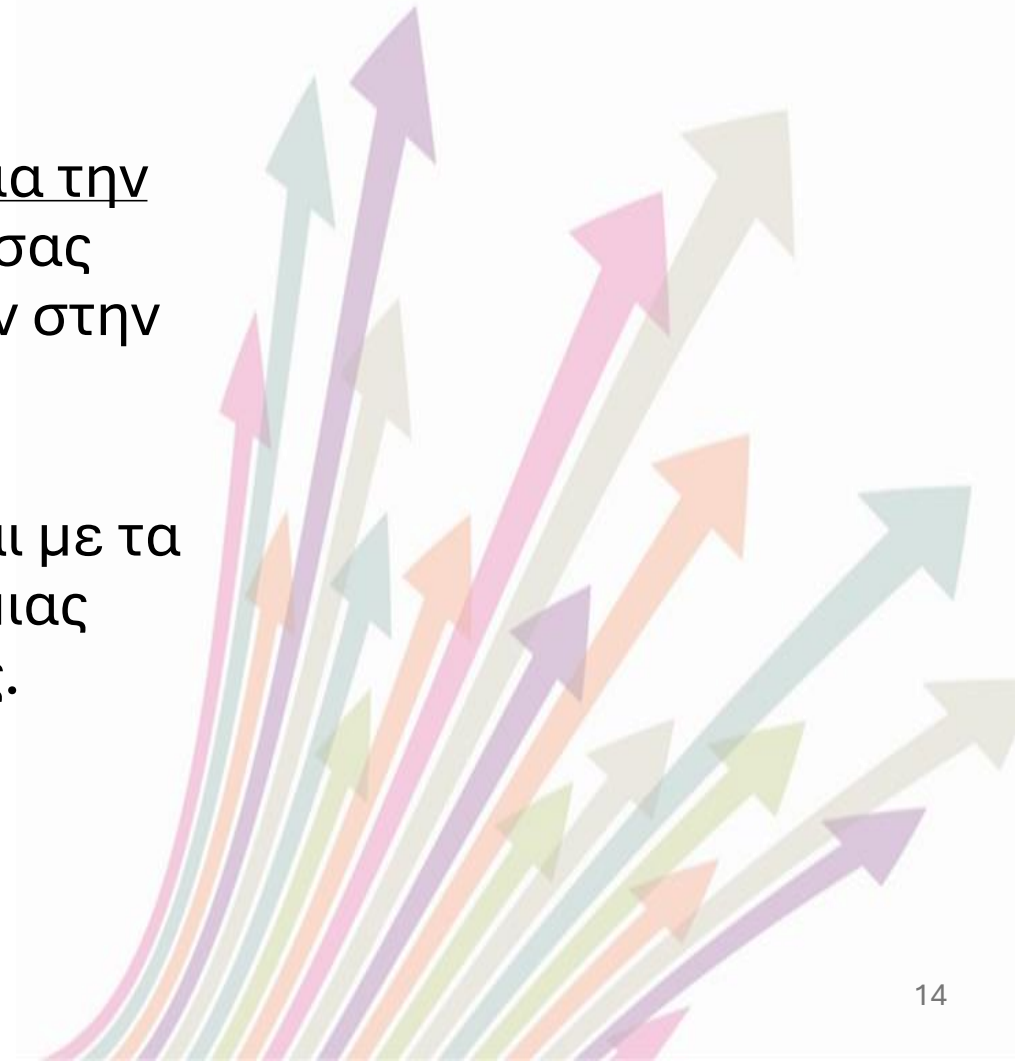 ια την
σας
ν στην
ι με τα
μιας
ς.
14